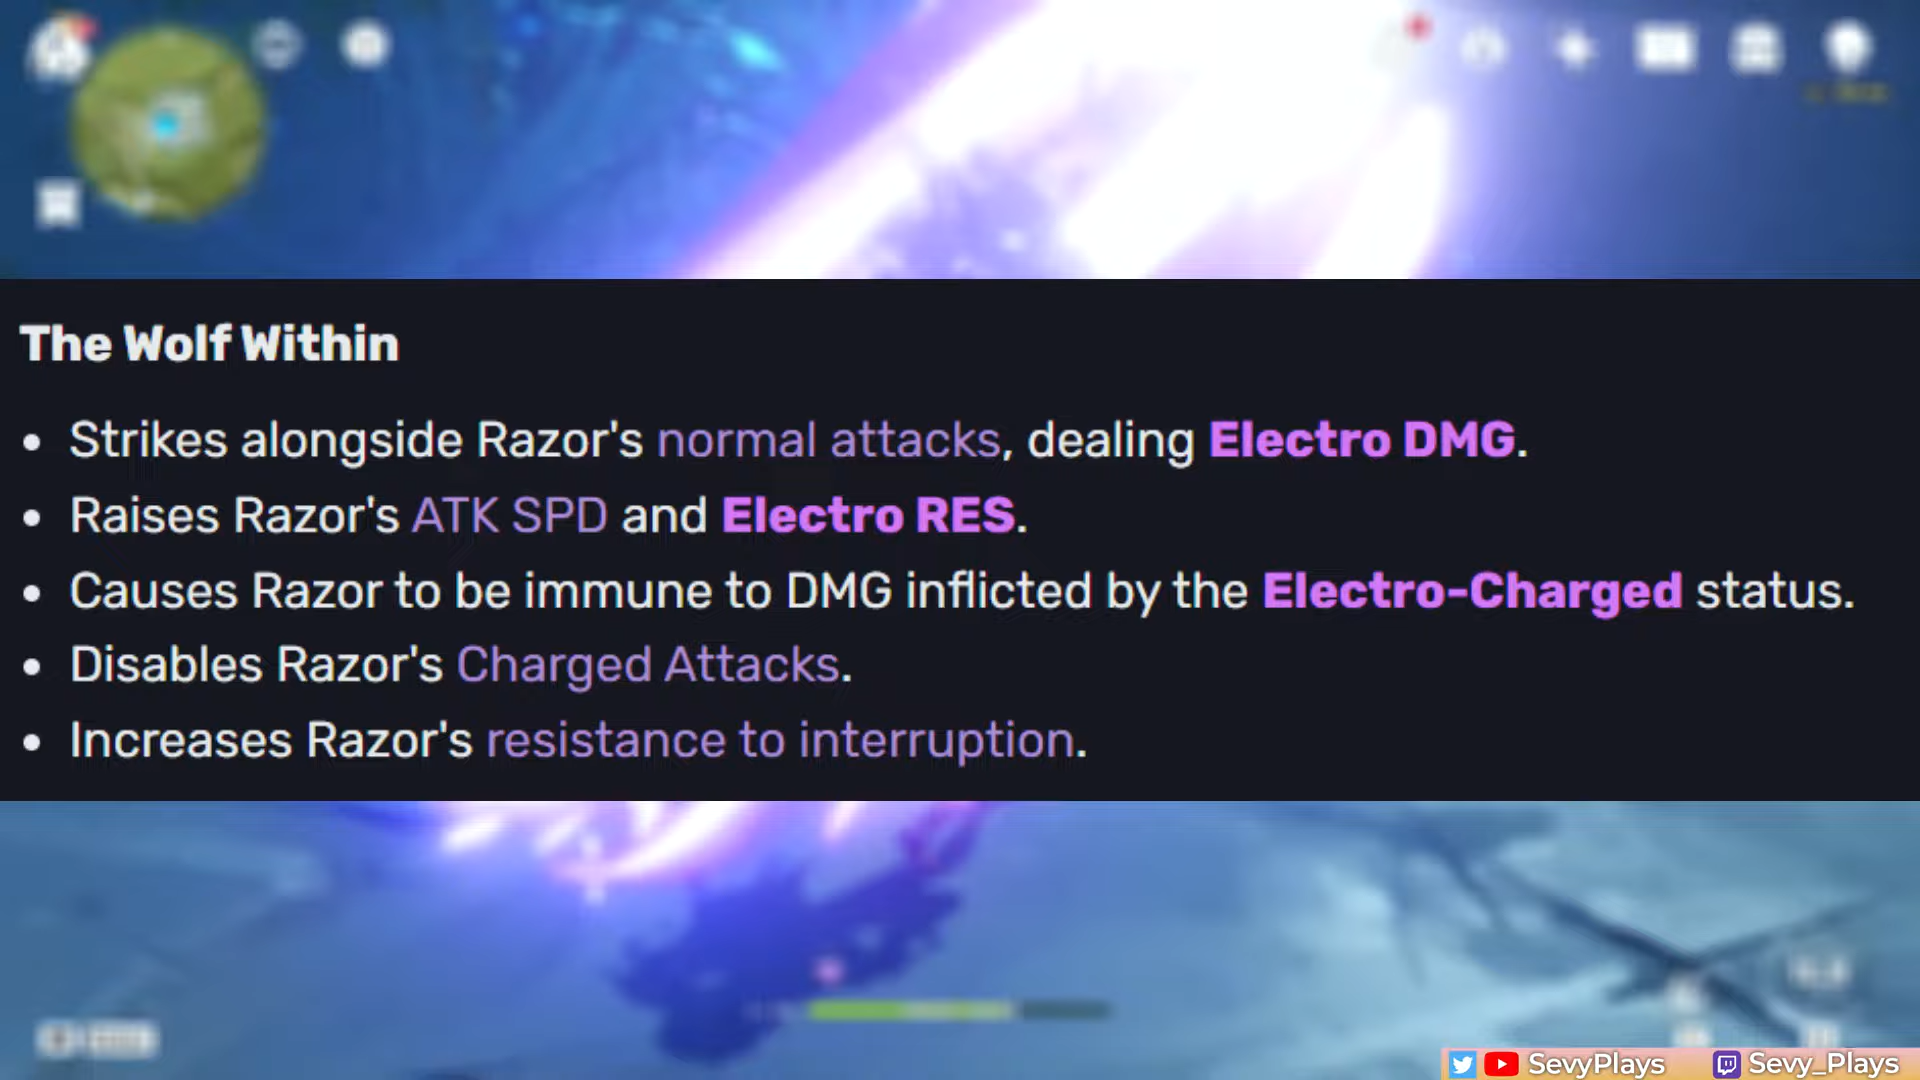 The Wolf Within
• Strikes alongside Razor's normal attacks, dealing Electro DMG.
• Raises Razor's ATK SPD and Electro RES.
• Causes Razor to be immune to DMG inflicted by the Electro-Charged status.
• Disables Razor's Charged Attacks.
• Increases Razor's resistance to interruption.
SevyPlays Sevy_Plays